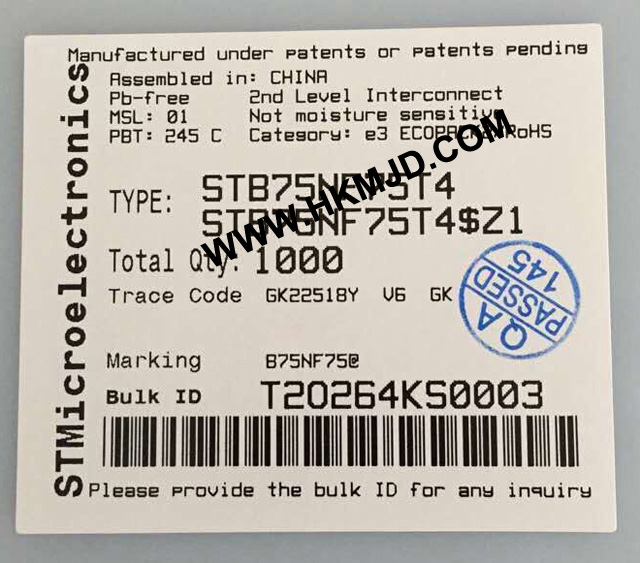 Manufactured under patents or patents pending
STMicroelectronics
Assembled in: CHINA
Pb-free 2nd Level Interconnect
MSL: 01 Not moisture sensitive
PBT: 245 C Category: e3 ECOPACK2/RoHS
TYPE: STB75NF75T4
STB75NF75T4$Z1
WWW.HKMJD.COM
Total Qty: 1000
Trace Code GK22518Y V6 GK
QA
PASSED
145
Marking B75NF75@
Bulk ID T20264KS0003
Please provide the bulk ID for any inquiry